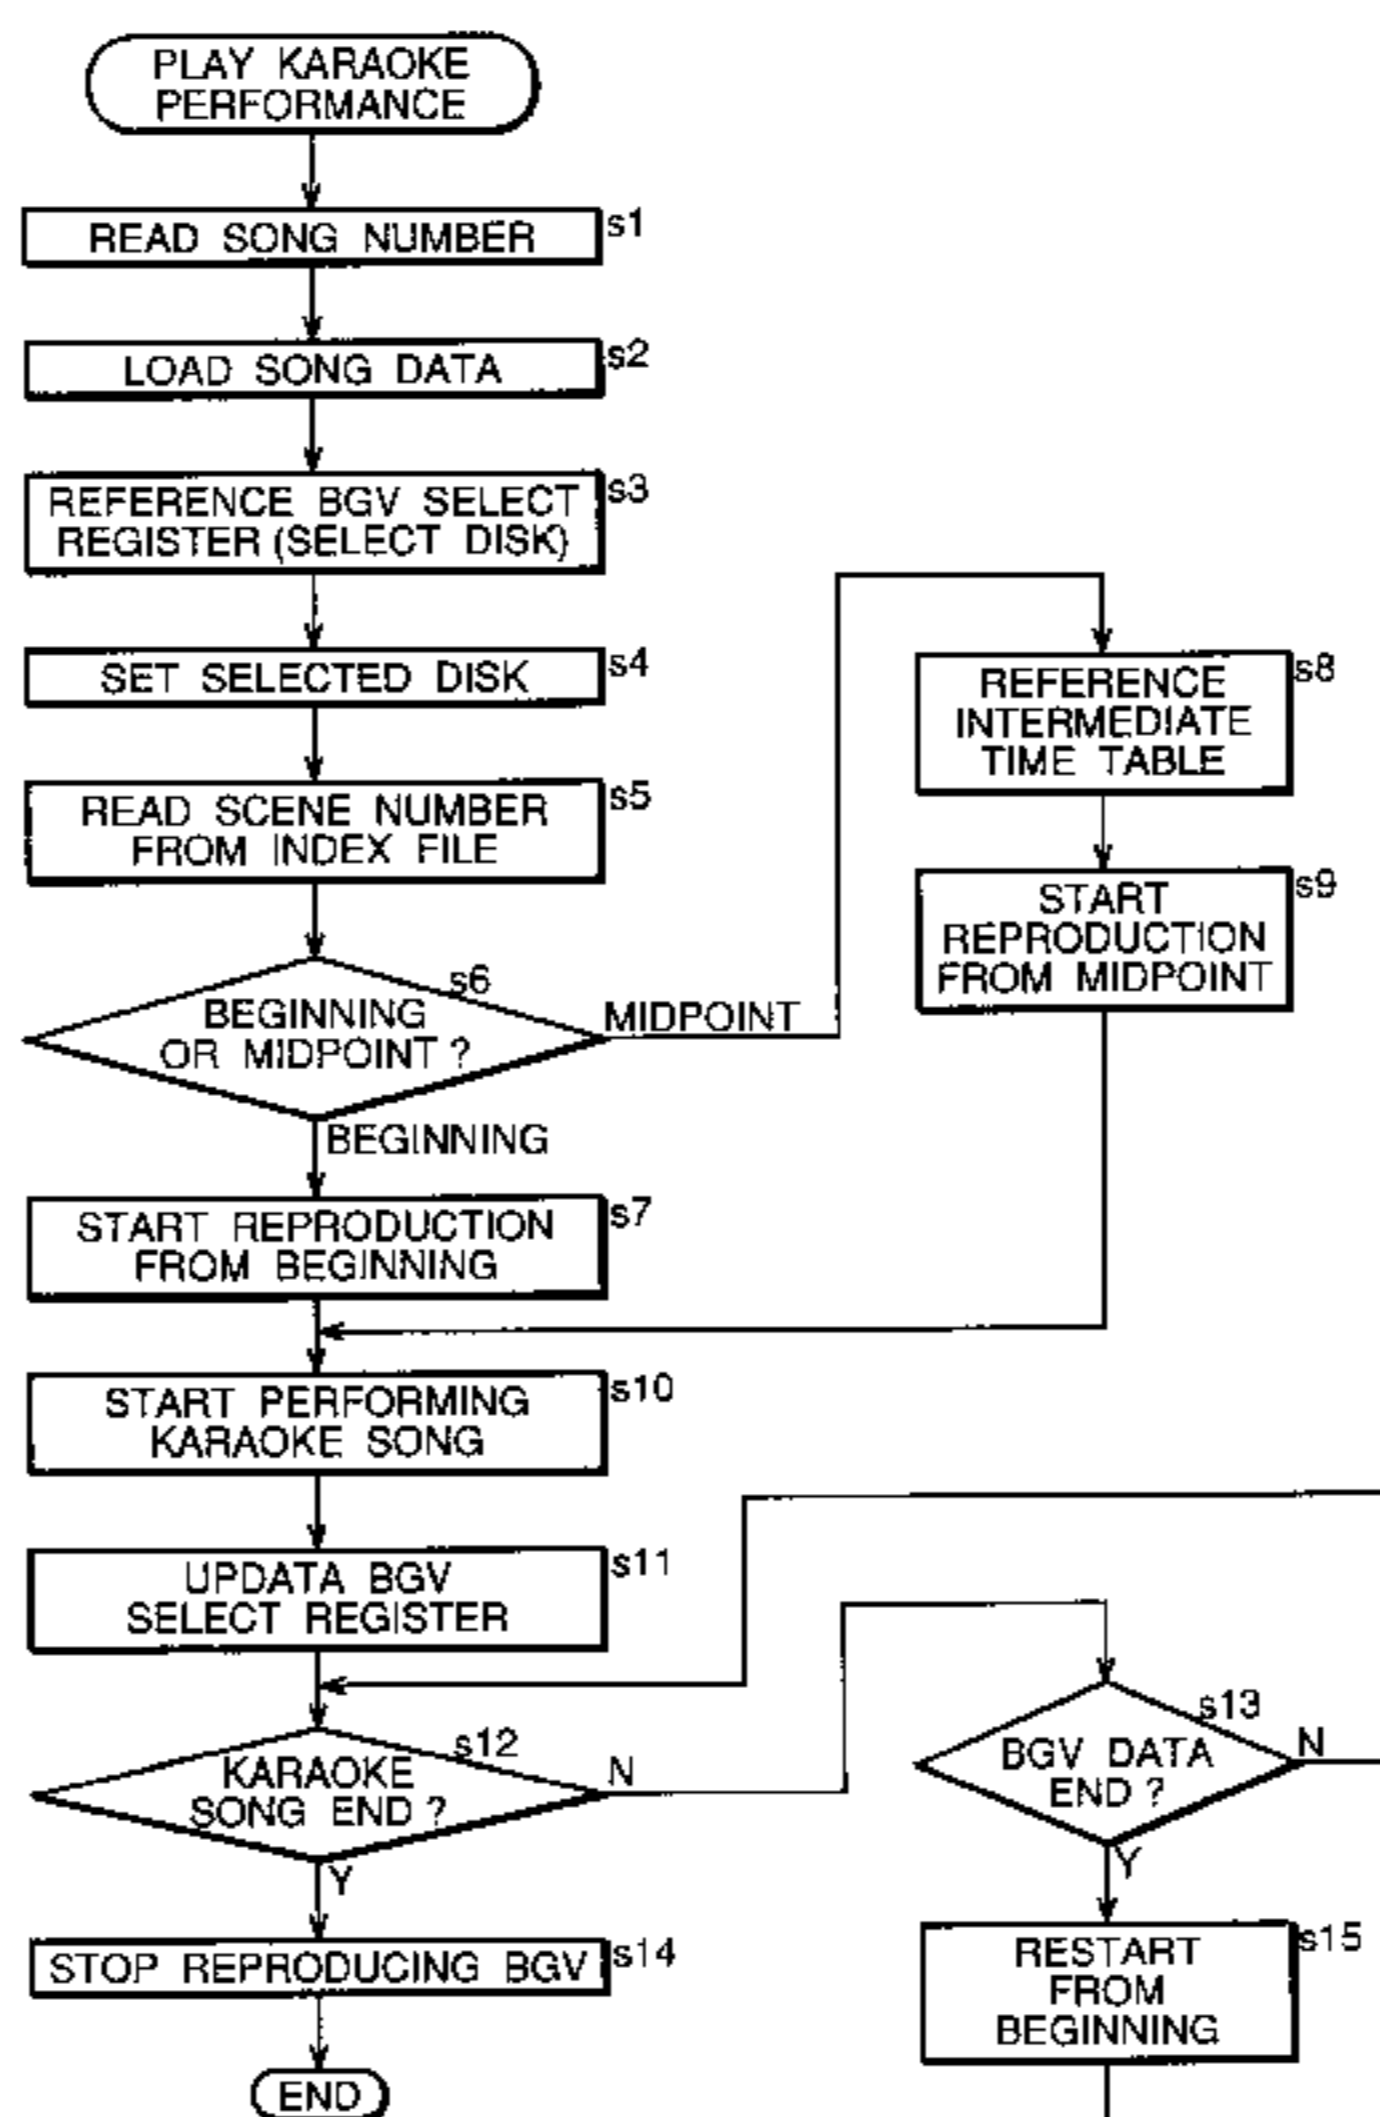 PLAY KARAOKE
PERFORMANCE
READ SONG NUMBER
s1
LOAD SONG DATA
s2
REFERENCE BGV SELECT
REGISTER (SELECT DISK)
s3
SET SELECTED DISK
s4
READ SCENE NUMBER
FROM INDEX FILE
s5
s6
BEGINNING
OR MIDPOINT ?
MIDPOINT
BEGINNING
START REPRODUCTION
FROM BEGINNING
s7
REFERENCE
INTERMEDIATE
TIME TABLE
s8
START
REPRODUCTION
FROM MIDPOINT
s9
START PERFORMING
KARAOKE SONG
s10
UPDATA BGV
SELECT REGISTER
s11
s12
KARAOKE
SONG END ?
N
Y
s13
BGV DATA
END ?
N
Y
STOP REPRODUCING BGV
s14
RESTART
FROM
BEGINNING
s15
END